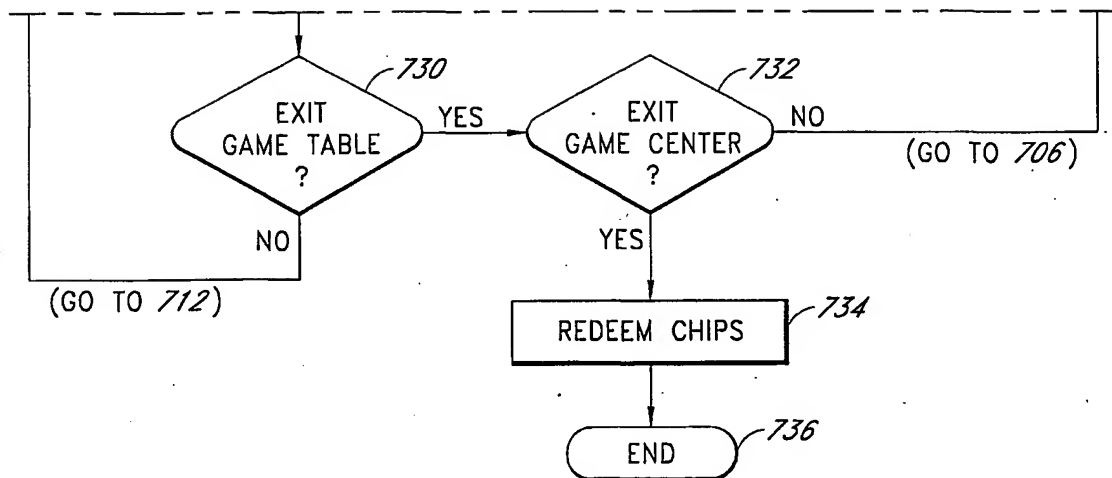 730
EXIT
GAME TABLE
?
YES
NO
(GO TO 712)
732
EXIT
GAME CENTER
?
NO
(GO TO 706)
YES
734
REDEEM CHIPS
736
END